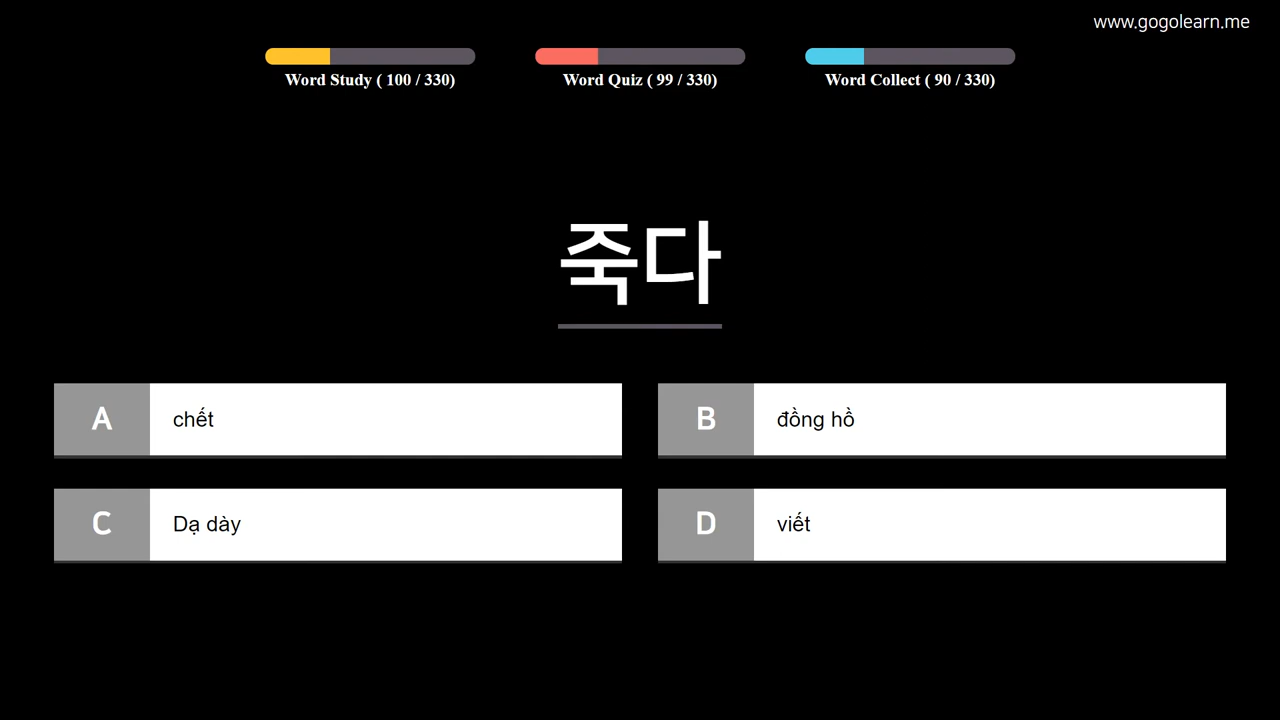 www.gogolearn.me
Word Study ( 100 / 330)
Word Quiz ( 99 / 330)
Word Collect ( 90 / 330)
죽다
A chết
B đồng hồ
C Dạ dày
D viết